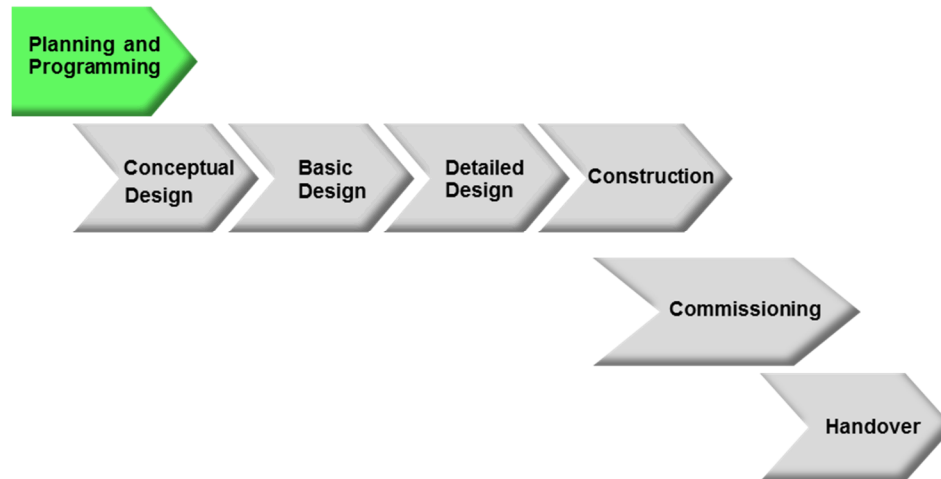 Planning and
Programming
Conceptual
Design
Basic
Design
Detailed
Design
Construction
Commissioning
Handover